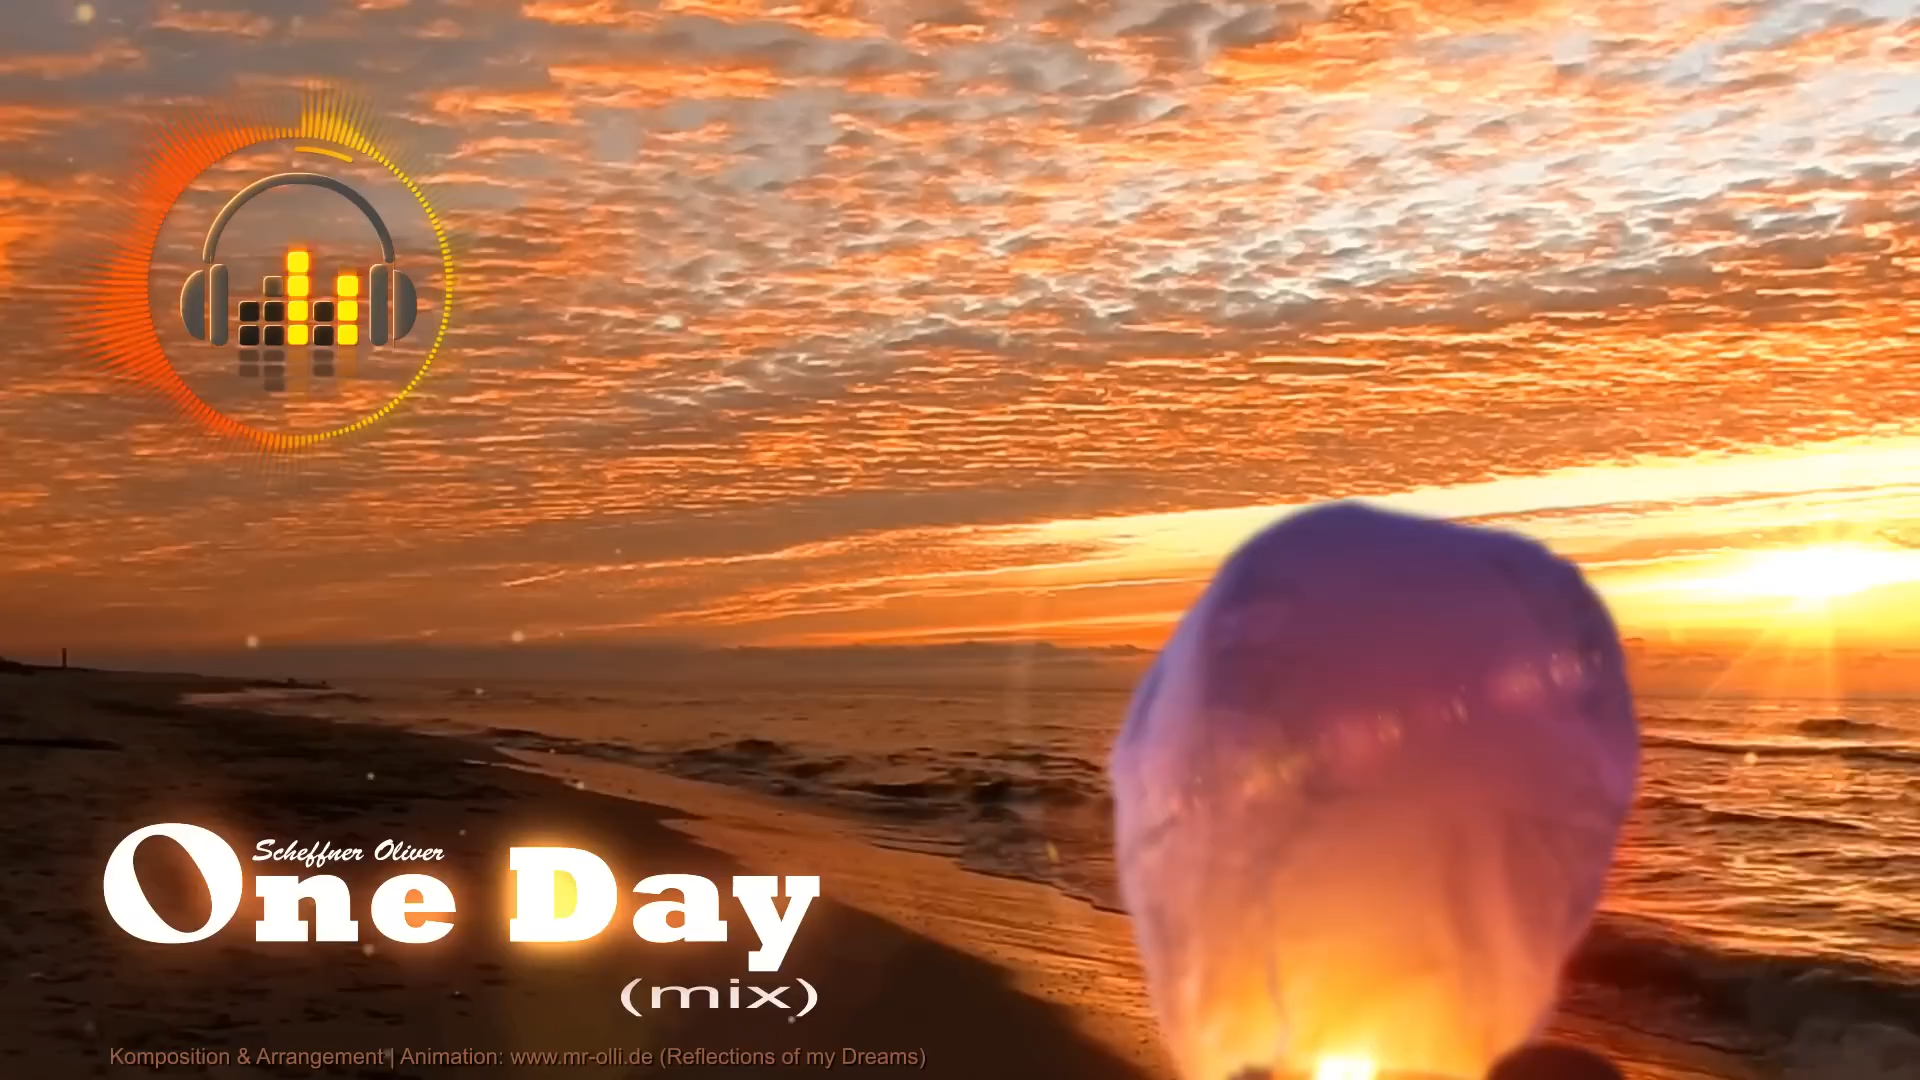 Scheffner Oliver
One Day
(mix)
Komposition & Arrangement | Animation: www.mr-olli.de (Reflections of my Dreams)